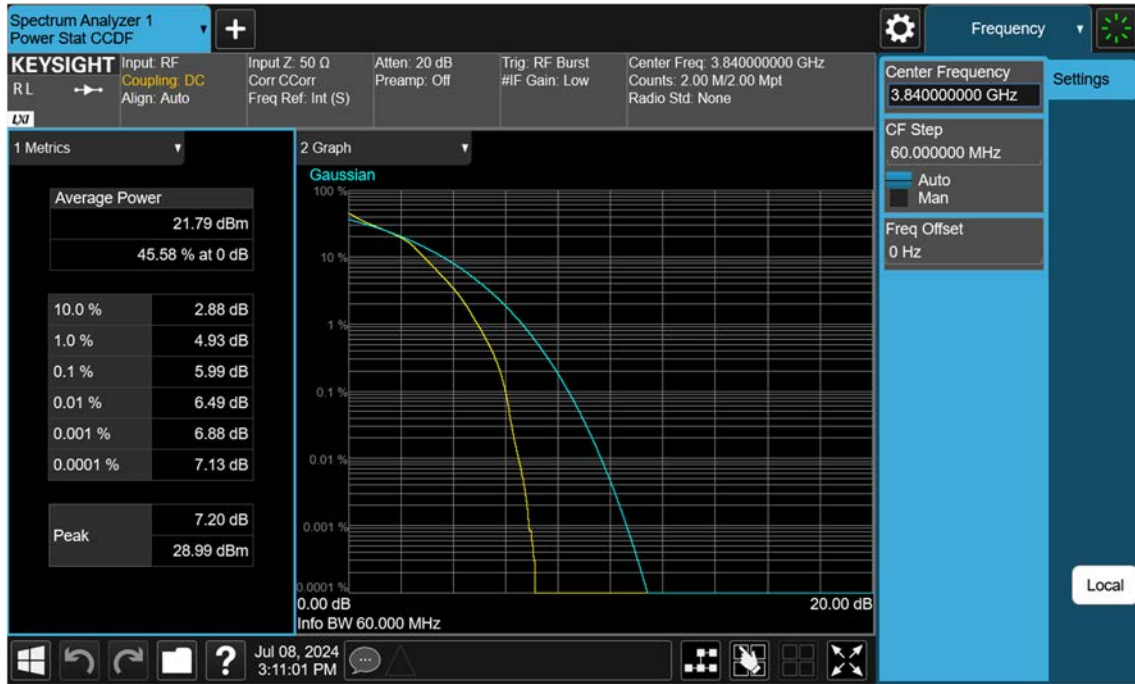 Spectrum Analyzer 1
Power Stat CCDF
Frequency
KEYSIGHT
RL
LXI
Input: RF
Coupling: DC
Align: Auto
Input Z: 50 Ω
Corr CCorr
Freq Ref: Int (S)
Atten: 20 dB
Preamp: Off
Trig: RF Burst
#IF Gain: Low
Center Freq: 3.840000000 GHz
Counts: 2.00 M/2.00 Mpt
Radio Std: None
Center Frequency
3.840000000 GHz
Settings
CF Step
60.000000 MHz
Auto
Man
Freq Offset
0 Hz
Local
1 Metrics
Average Power
21.79 dBm
45.58 % at 0 dB
10.0 % 2.88 dB
1.0 % 4.93 dB
0.1 % 5.99 dB
0.01 % 6.49 dB
0.001 % 6.88 dB
0.0001 % 7.13 dB
Peak
7.20 dB
28.99 dBm
2 Graph
Gaussian
100 %
10 %
1 %
0.1 %
0.01 %
0.001 %
0.0001 %
0.00 dB 20.00 dB
Info BW 60.000 MHz
?
Jul 08, 2024
3:11:01 PM